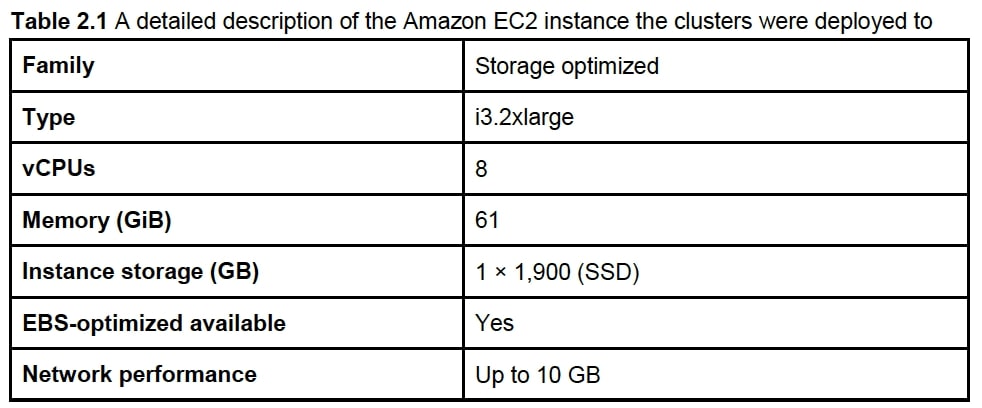 Table 2.1 A detailed description of the Amazon EC2 instance the clusters were deployed to
Family Storage optimized
Type i3.2xlarge
vCPUs 8
Memory (GiB) 61
Instance storage (GB) 1 × 1,900 (SSD)
EBS-optimized available Yes
Network performance Up to 10 GB